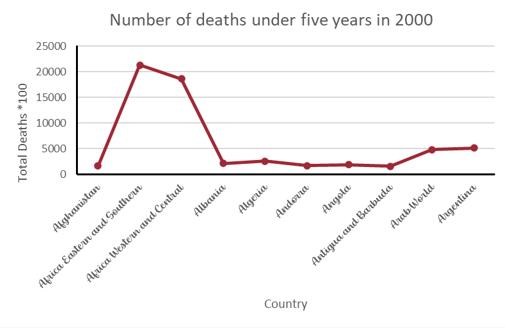 Number of deaths under five years in 2000
Total Deaths *100
25000
20000
15000
10000
5000
0
Afghanistan
Africa Eastern and Southern
Africa Western and Central
Albania
Algeria
Andorra
Angola
Antigua and Barbuda
Arab World
Argentina
Country